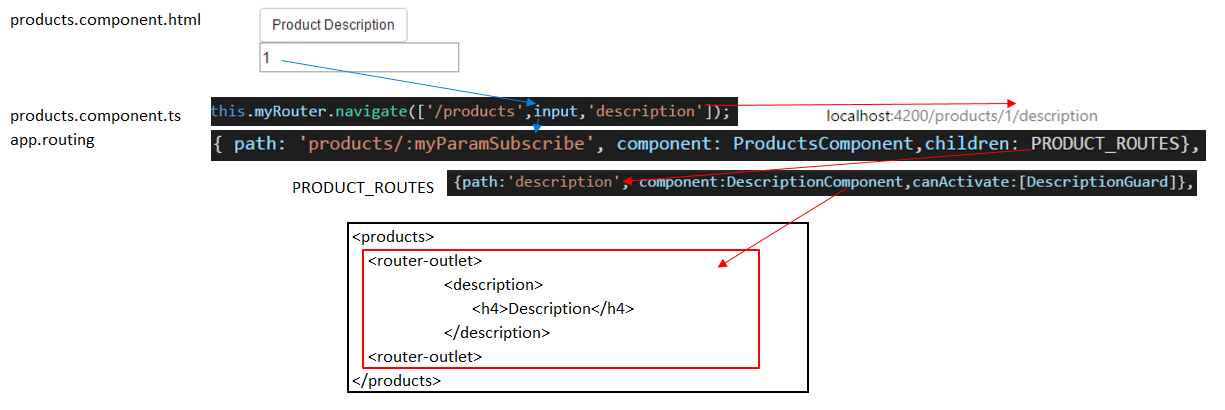 products.component.html
Product Description
1
products.component.ts
this.myRouter.navigate(['/products',input,'description']);
localhost:4200/products/1/description
app.routing
{ path: 'products/:myParamSubscribe', component: ProductsComponent,children: PRODUCT_ROUTES},
PRODUCT_ROUTES
{path:'description', component:DescriptionComponent,canActivate:[DescriptionGuard]},
<products>
<router-outlet>
<description>
<h4>Description</h4>
</description>
<router-outlet>
</products>